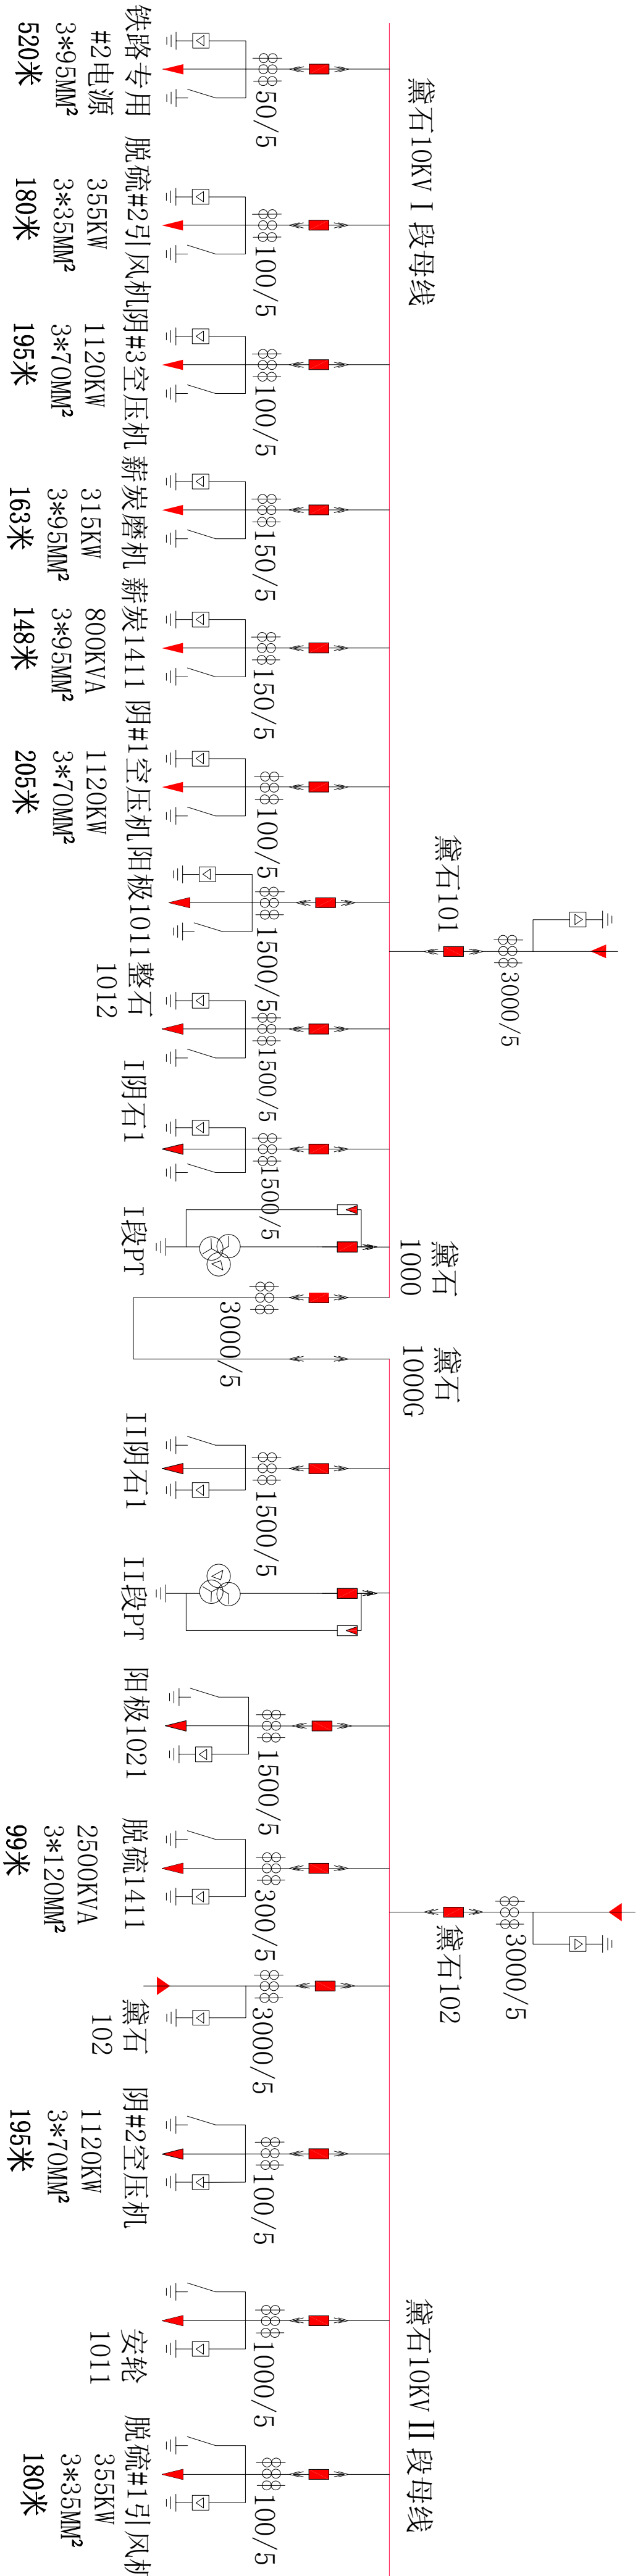 黛石10KV I 段母线
黛石101
3000/5
黛石
1000
黛石
1000G
黛石102
3000/5
黛石10KV II 段母线
50/5
铁路专用
#2电源
3*95MM²
520米
100/5
脱硫#2引风机
355KW
3*35MM²
180米
100/5
阴#3空压机
1120KW
3*70MM²
195米
150/5
薪炭磨机
315KW
3*95MM²
163米
150/5
薪炭1411
800KVA
3*95MM²
148米
100/5
阴#1空压机
1120KW
3*70MM²
205米
1500/5
阳极1011
1500/5
整石
1012
1500/5
I阴石1
I段PT
3000/5
1500/5
II阴石1
II段PT
1500/5
阳极1021
300/5
脱硫1411
2500KVA
3*120MM²
99米
3000/5
黛石
102
100/5
阴#2空压机
1120KW
3*70MM²
195米
1000/5
安轮
1011
100/5
脱硫#1引风机
355KW
3*35MM²
180米